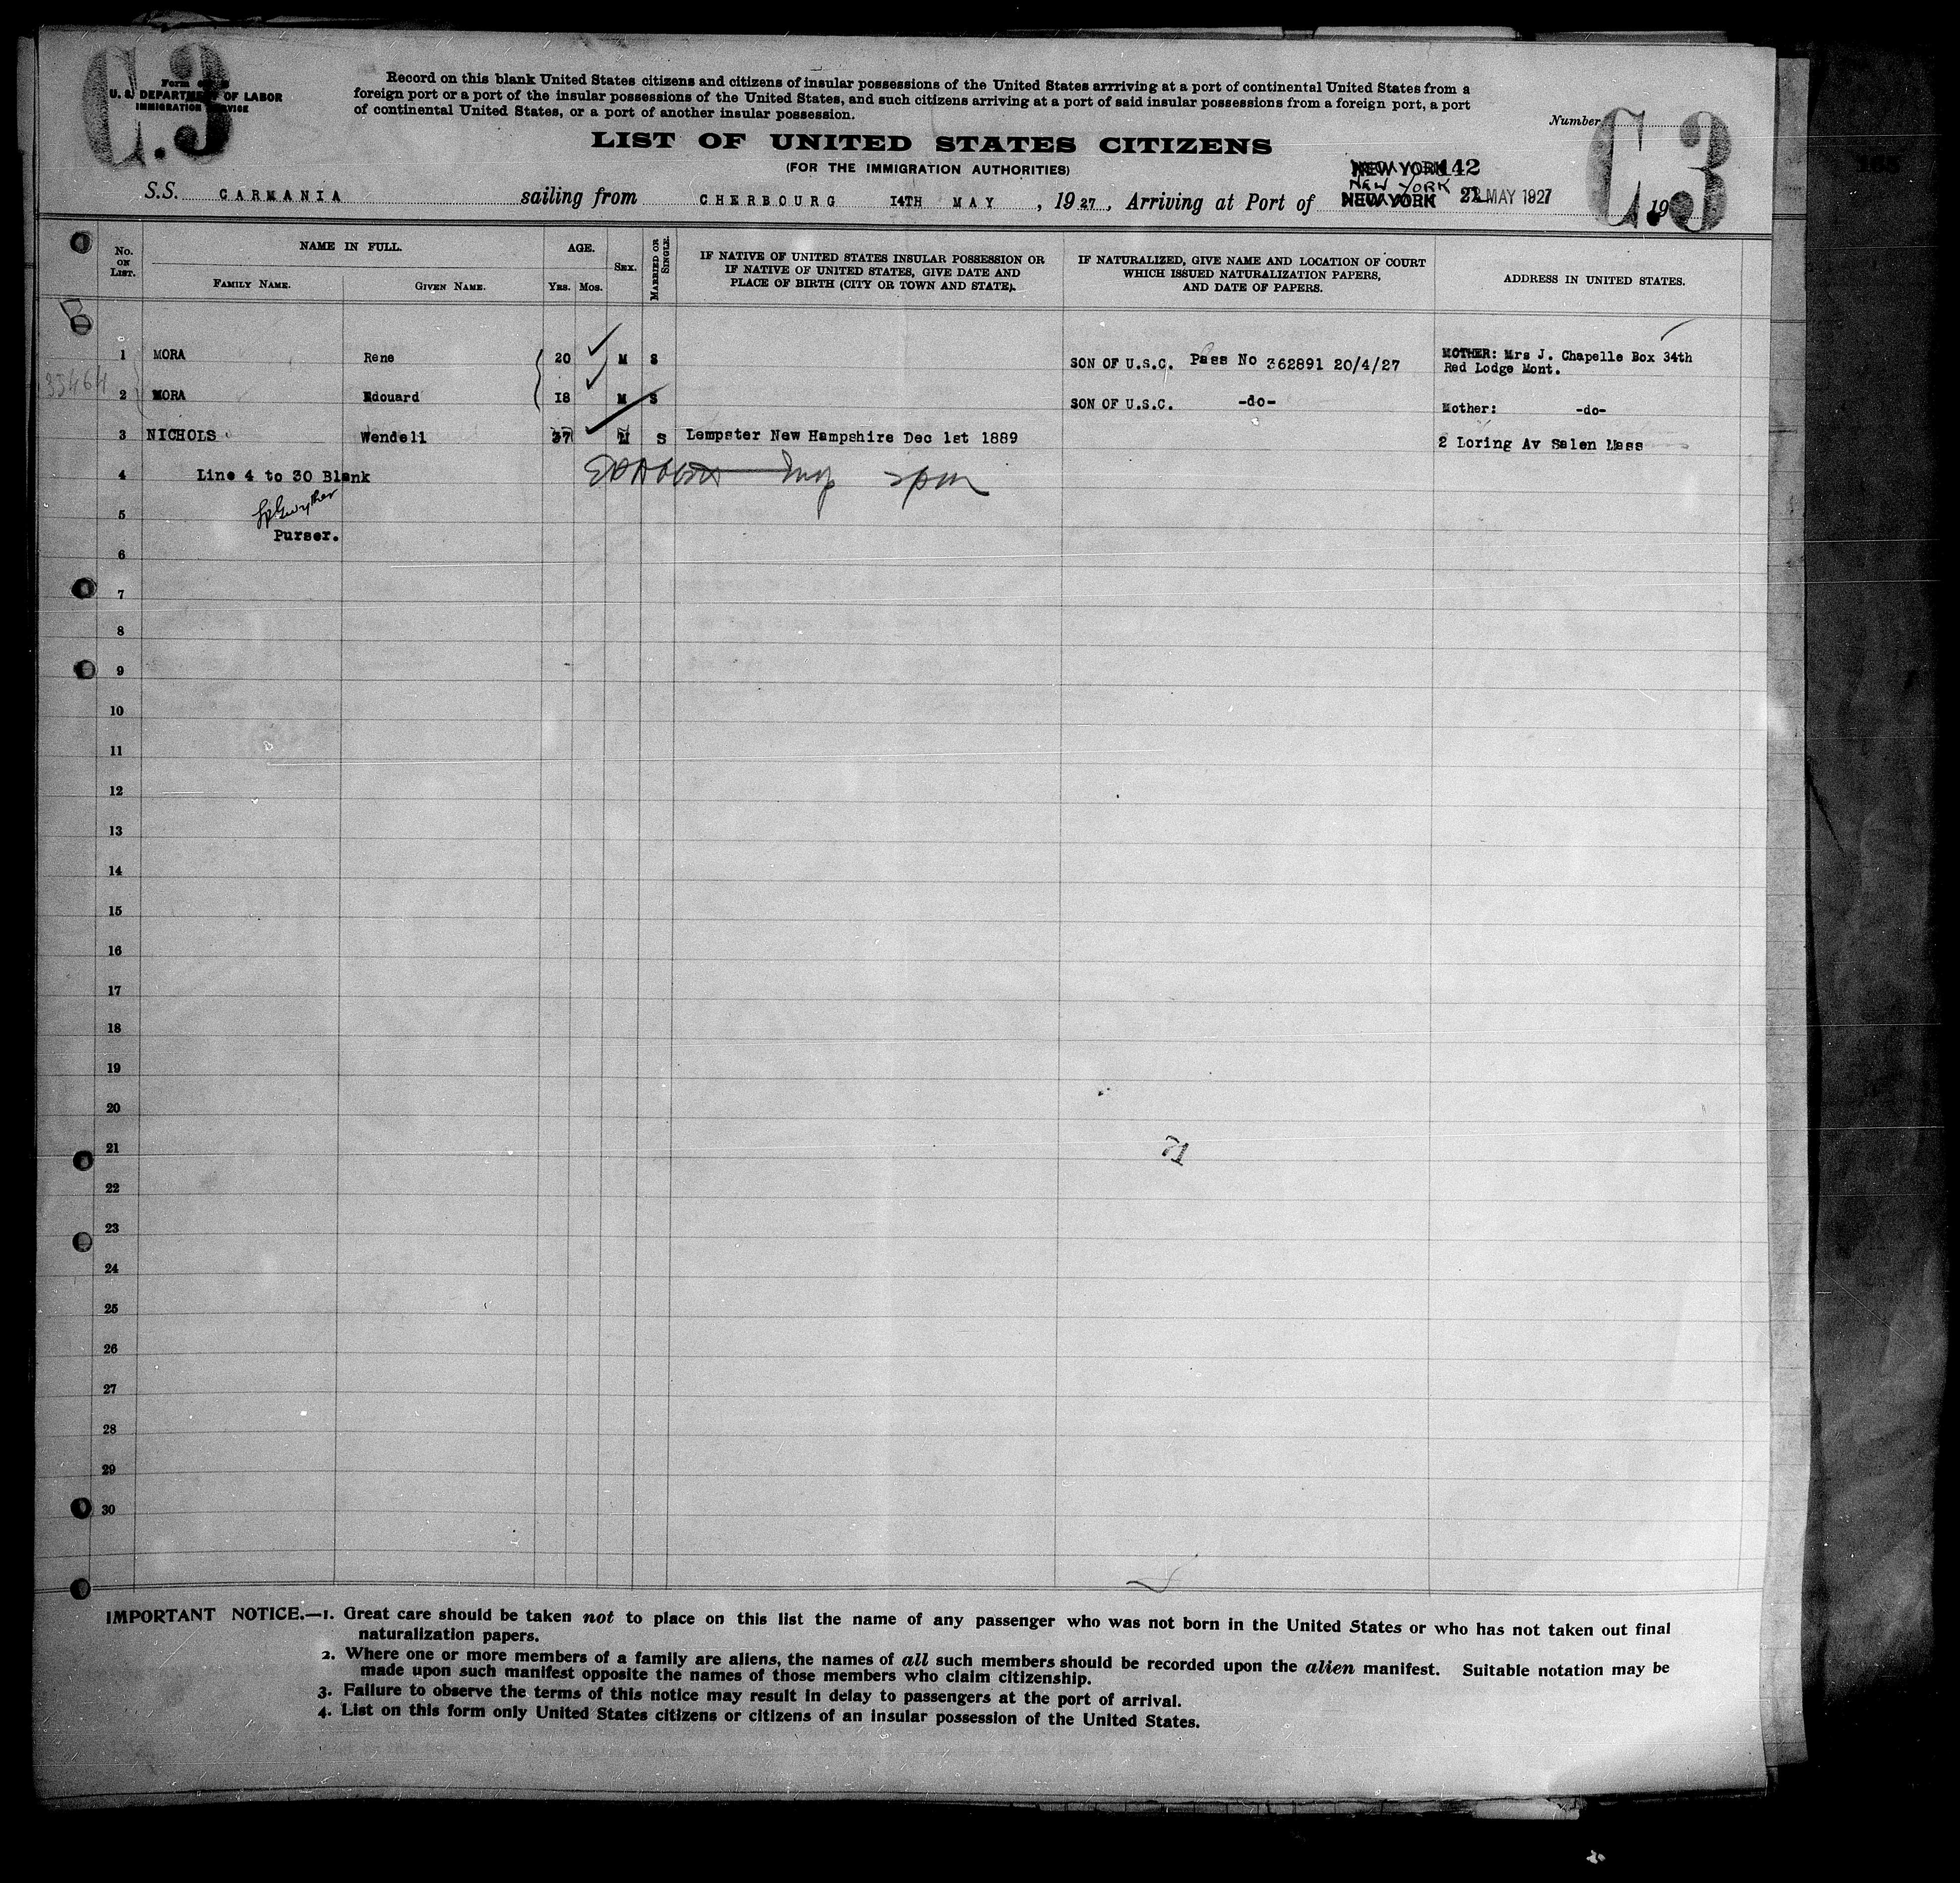 C.3
Form
U. S. DEPARTMENT OF LABOR
IMMIGRATION SERVICE
Record on this blank United States citizens and citizens of insular possessions of the United States arrriving at a port of continental United States from a
foreign port or a port of the insular possessions of the United States, and such citizens arriving at a port of said insular possessions from a foreign port, a port
of continental United States, or a port of another insular possession.
Number
C.3
LIST OF UNITED STATES CITIZENS
(FOR THE IMMIGRATION AUTHORITIES)
NEW YORK 142
NEW YORK
S.S. CARMANIA sailing from CHERBOURG 14TH MAY, 1927, Arriving at Port of NEW YORK 22 MAY 1927 19
No. ON LIST.
NAME IN FULL.
FAMILY NAME.
GIVEN NAME.
AGE.
YRS. MOS.
SEX.
MARRIED OR SINGLE.
IF NATIVE OF UNITED STATES INSULAR POSSESSION OR
IF NATIVE OF UNITED STATES, GIVE DATE AND
PLACE OF BIRTH (CITY OR TOWN AND STATE).
IF NATURALIZED, GIVE NAME AND LOCATION OF COURT
WHICH ISSUED NATURALIZATION PAPERS,
AND DATE OF PAPERS.
ADDRESS IN UNITED STATES.
1 MORA Rene 20 M S SON OF U.S.C. Pass No 362891 20/4/27 MOTHER: Mrs J. Chapelle Box 34th
Red Lodge Mont.
33464
2 MORA Edouard 18 M S SON OF U.S.C. -do- Mother: -do-
3 NICHOLS Wendell 37 M S Lempster New Hampshire Dec 1st 1889 2 Loring Av Salen Mass
4 Line 4 to 30 Blank
5
Purser.
6
7
8
9
10
11
12
13
14
15
16
17
18
19
20
21
22
23
24
25
26
27
28
29
30
IMPORTANT NOTICE.—1. Great care should be taken not to place on this list the name of any passenger who was not born in the United States or who has not taken out final
naturalization papers.
2. Where one or more members of a family are aliens, the names of all such members should be recorded upon the alien manifest. Suitable notation may be
made upon such manifest opposite the names of those members who claim citizenship.
3. Failure to observe the terms of this notice may result in delay to passengers at the port of arrival.
4. List on this form only United States citizens or citizens of an insular possession of the United States.